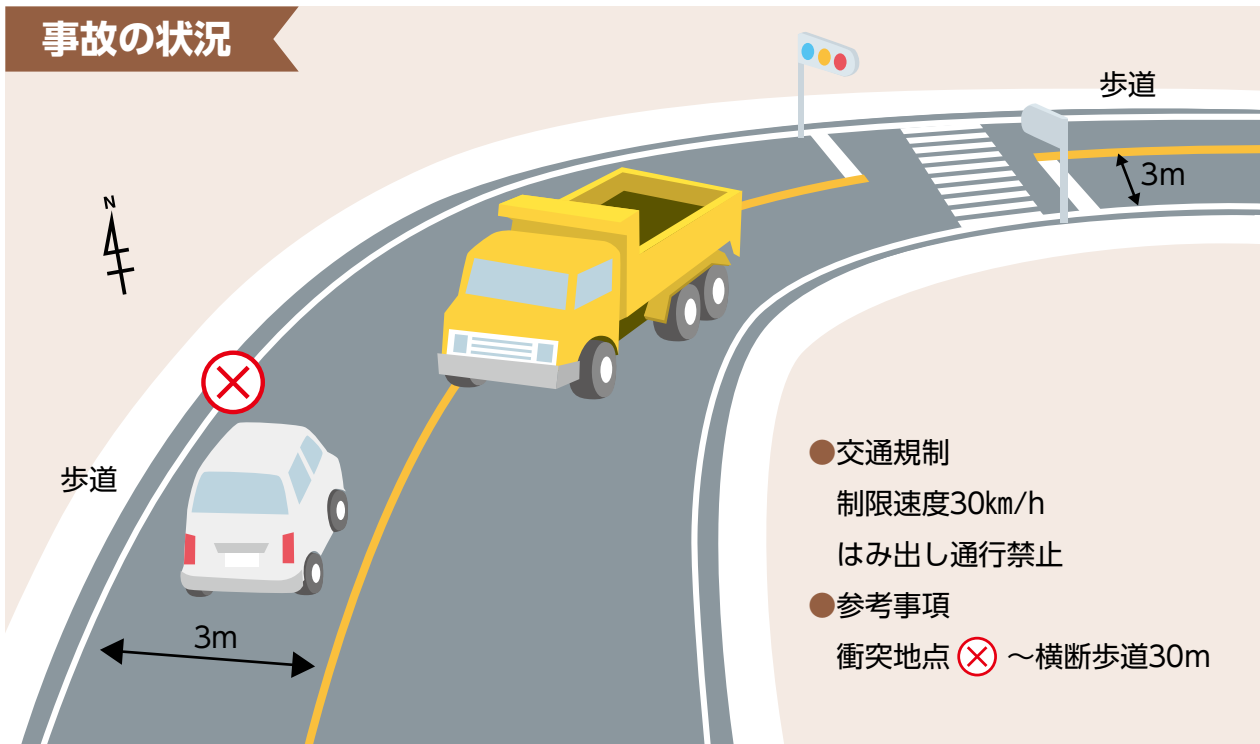 事故の状況
歩道
3m
N
歩道
3m
●交通規制
制限速度30km/h
はみ出し通行禁止
●参考事項
衝突地点 ～横断歩道30m